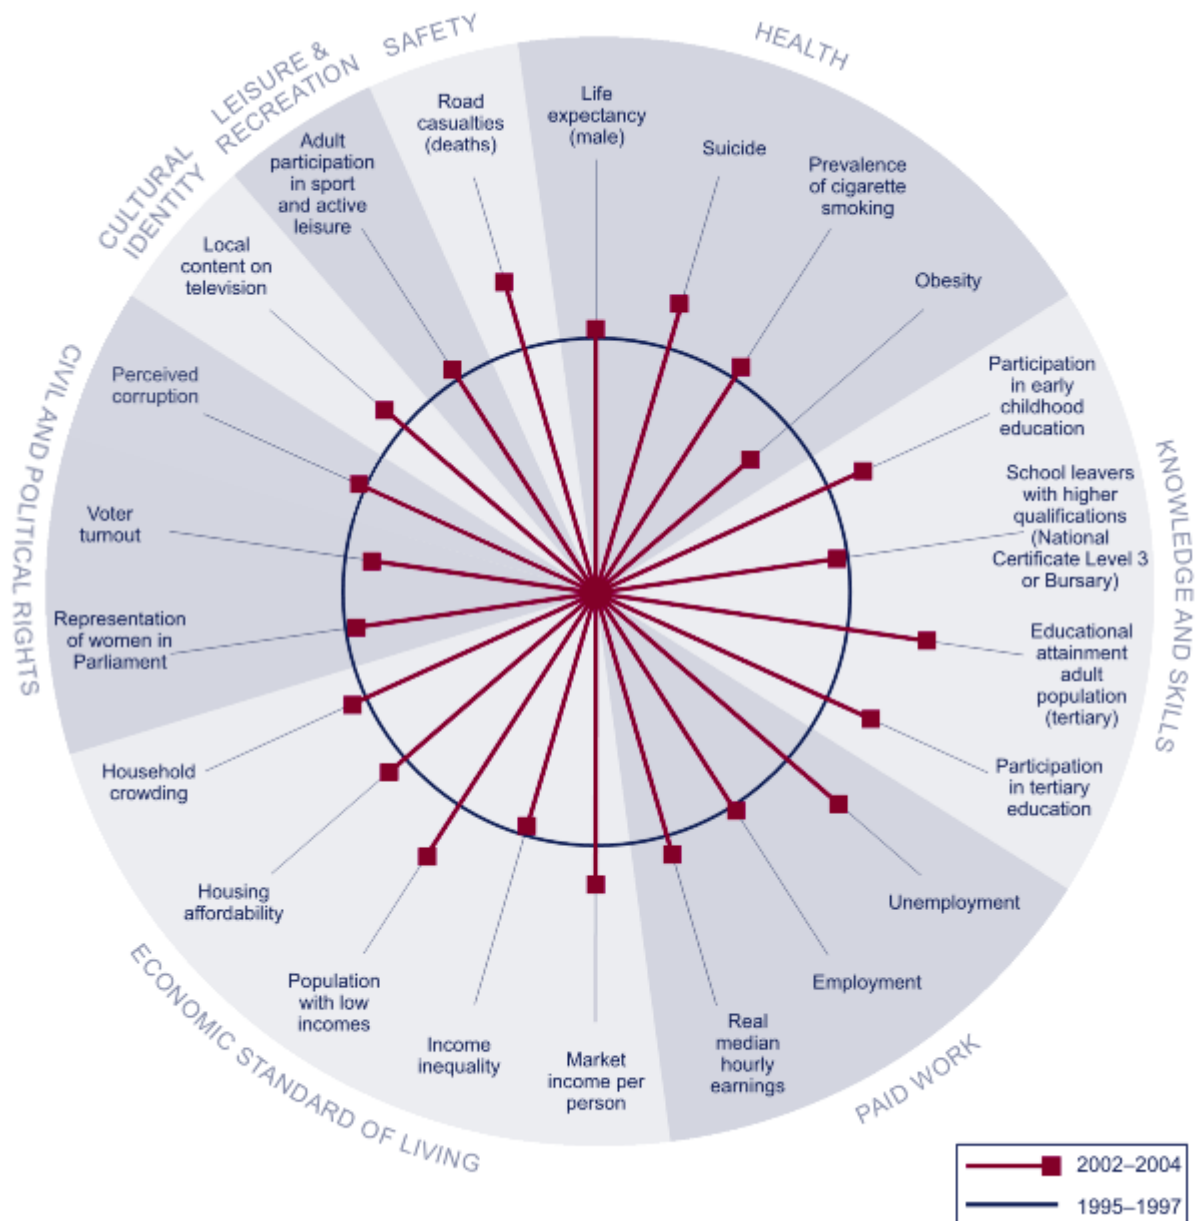 SAFETY
HEALTH
LEISURE &
RECREATION
CULTURAL
IDENTITY
CIVIL AND POLITICAL RIGHTS
ECONOMIC STANDARD OF LIVING
PAID WORK
KNOWLEDGE AND SKILLS
Life
expectancy
(male)
Suicide
Prevalence
of cigarette
smoking
Obesity
Participation
in early
childhood
education
School leavers
with higher
qualifications
(National
Certificate Level 3
or Bursary)
Educational
attainment
adult
population
(tertiary)
Participation
in tertiary
education
Unemployment
Employment
Real
median
hourly
earnings
Market
income per
person
Income
inequality
Population
with low
incomes
Housing
affordability
Household
crowding
Representation
of women in
Parliament
Voter
turnout
Perceived
corruption
Local
content on
television
Adult
participation
in sport
and active
leisure
Road
casualties
(deaths)
2002–2004
1995–1997